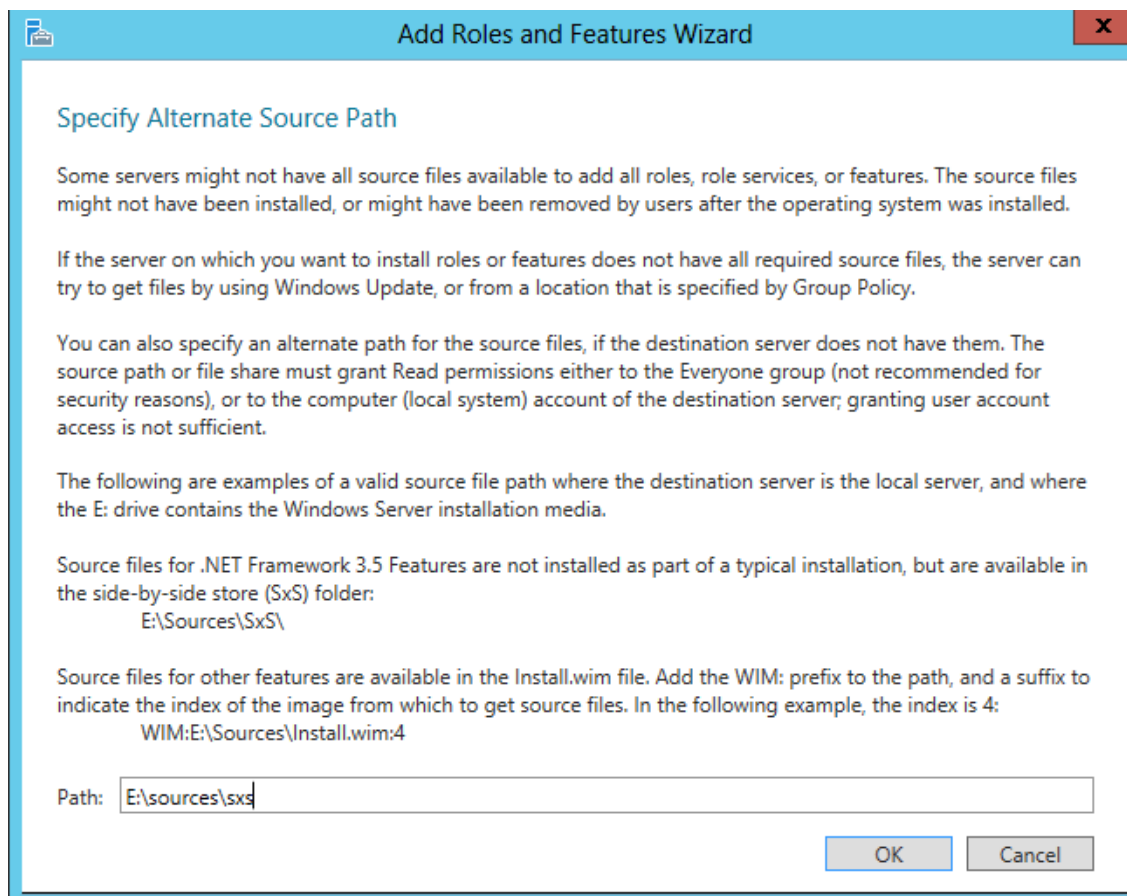 Add Roles and Features Wizard
x
Specify Alternate Source Path
Some servers might not have all source files available to add all roles, role services, or features. The source files
might not have been installed, or might have been removed by users after the operating system was installed.
If the server on which you want to install roles or features does not have all required source files, the server can
try to get files by using Windows Update, or from a location that is specified by Group Policy.
You can also specify an alternate path for the source files, if the destination server does not have them. The
source path or file share must grant Read permissions either to the Everyone group (not recommended for
security reasons), or to the computer (local system) account of the destination server; granting user account
access is not sufficient.
The following are examples of a valid source file path where the destination server is the local server, and where
the E: drive contains the Windows Server installation media.
Source files for .NET Framework 3.5 Features are not installed as part of a typical installation, but are available in
the side-by-side store (SxS) folder:
E:\Sources\SxS\
Source files for other features are available in the Install.wim file. Add the WIM: prefix to the path, and a suffix to
indicate the index of the image from which to get source files. In the following example, the index is 4:
WIM:E:\Sources\Install.wim:4
Path: E:\sources\sxs
OK Cancel